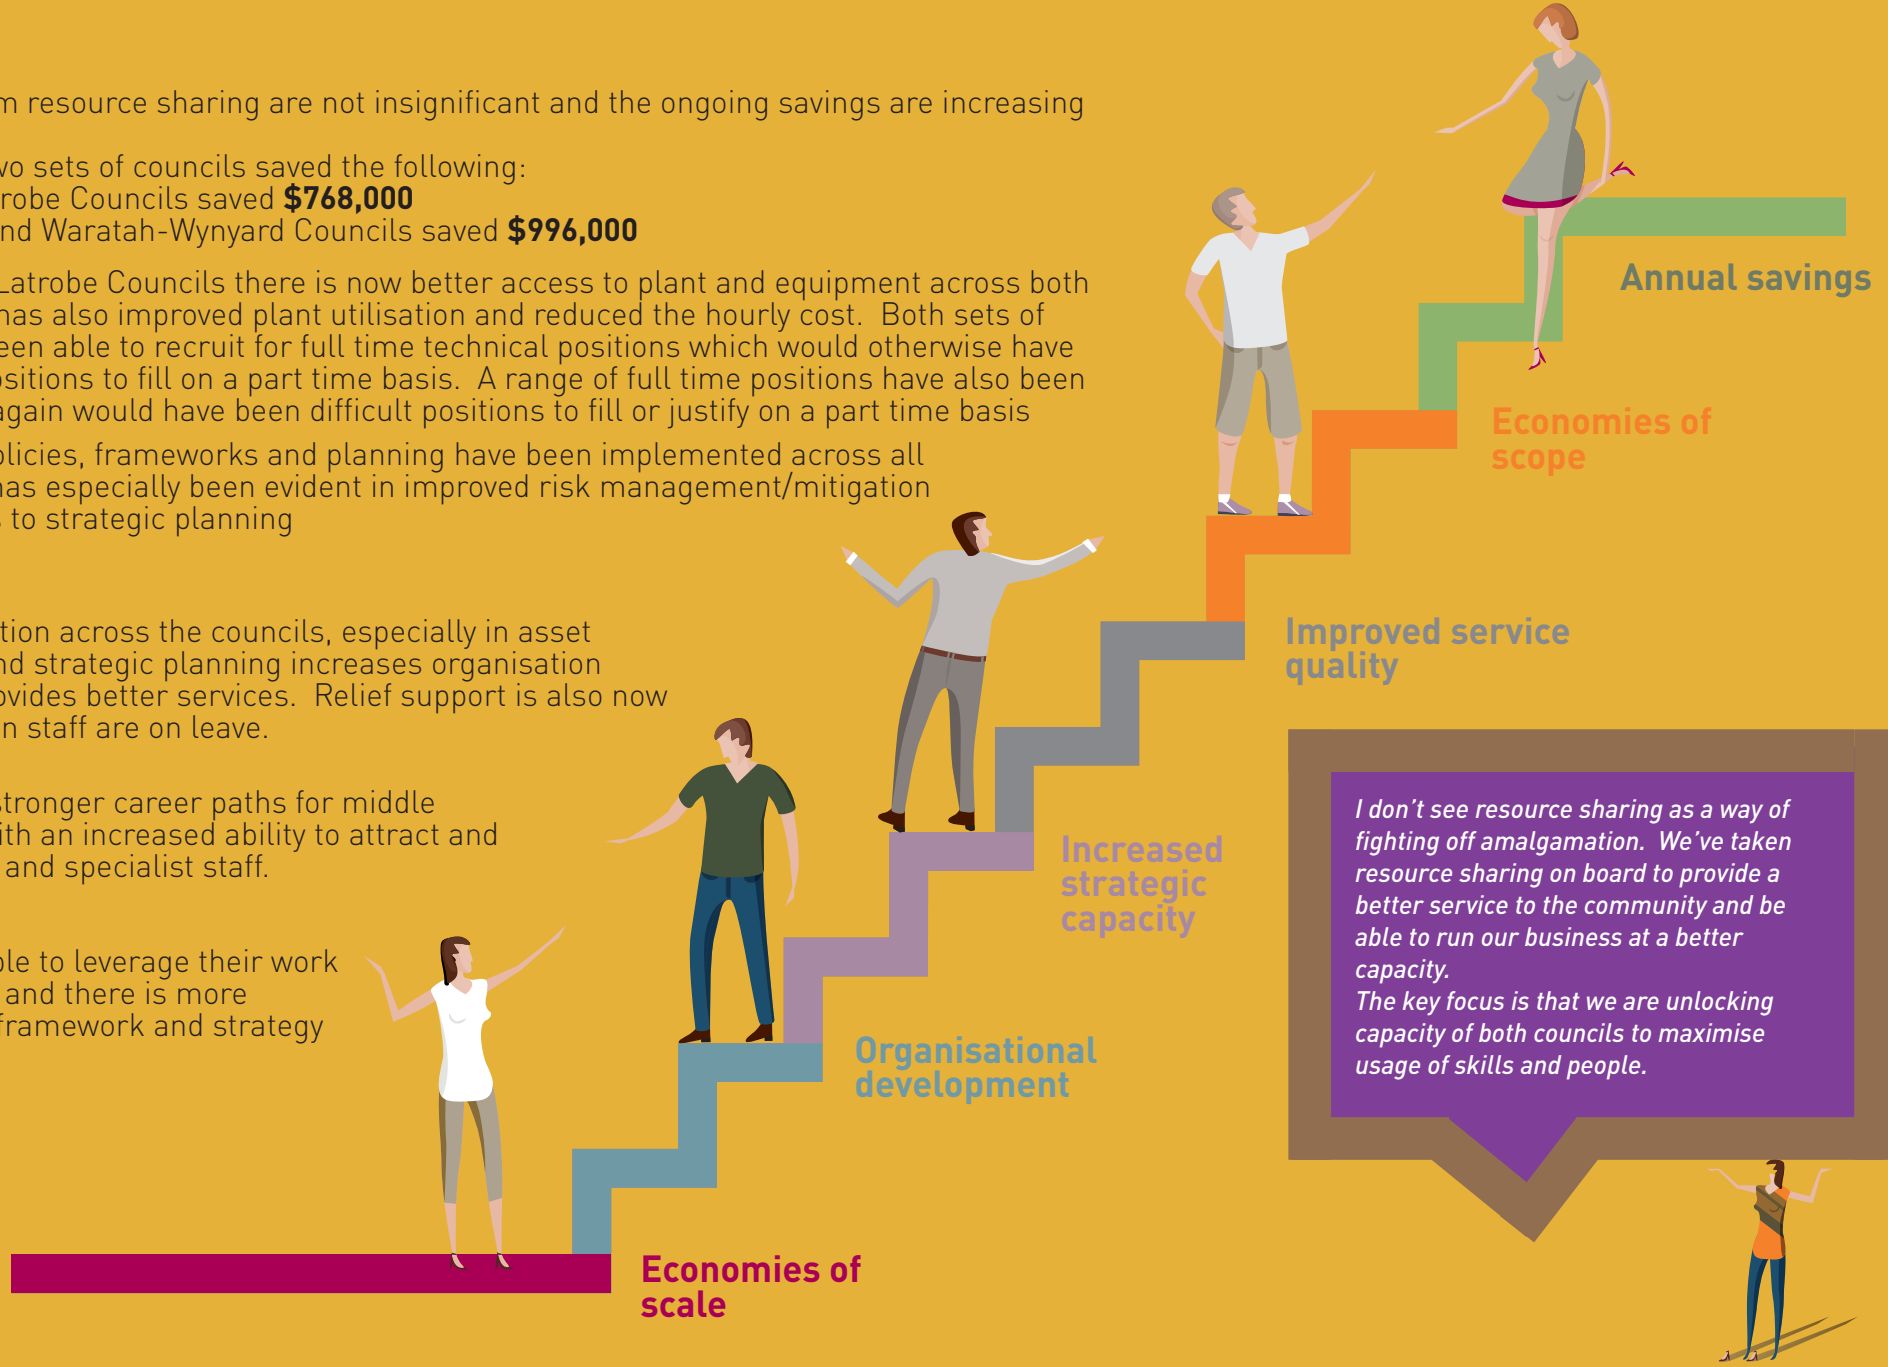 m resource sharing are not insignificant and the ongoing savings are increasing
wo sets of councils saved the following:
robe Councils saved $768,000
nd Waratah-Wynyard Councils saved $996,000
Latrobe Councils there is now better access to plant and equipment across both
has also improved plant utilisation and reduced the hourly cost. Both sets of
een able to recruit for full time technical positions which would otherwise have
ositions to fill on a part time basis. A range of full time positions have also been
again would have been difficult positions to fill or justify on a part time basis
olicies, frameworks and planning have been implemented across all
has especially been evident in improved risk management/mitigation
s to strategic planning
tion across the councils, especially in asset
nd strategic planning increases organisation
ovides better services. Relief support is also now
n staff are on leave.
stronger career paths for middle
ith an increased ability to attract and
and specialist staff.
ble to leverage their work
and there is more
framework and strategy
Annual savings
Economies of
scope
Improved service
quality
Increased
strategic
capacity
Organisational
development
Economies of
scale
I don't see resource sharing as a way of
fighting off amalgamation. We've taken
resource sharing on board to provide a
better service to the community and be
able to run our business at a better
capacity.
The key focus is that we are unlocking
capacity of both councils to maximise
usage of skills and people.